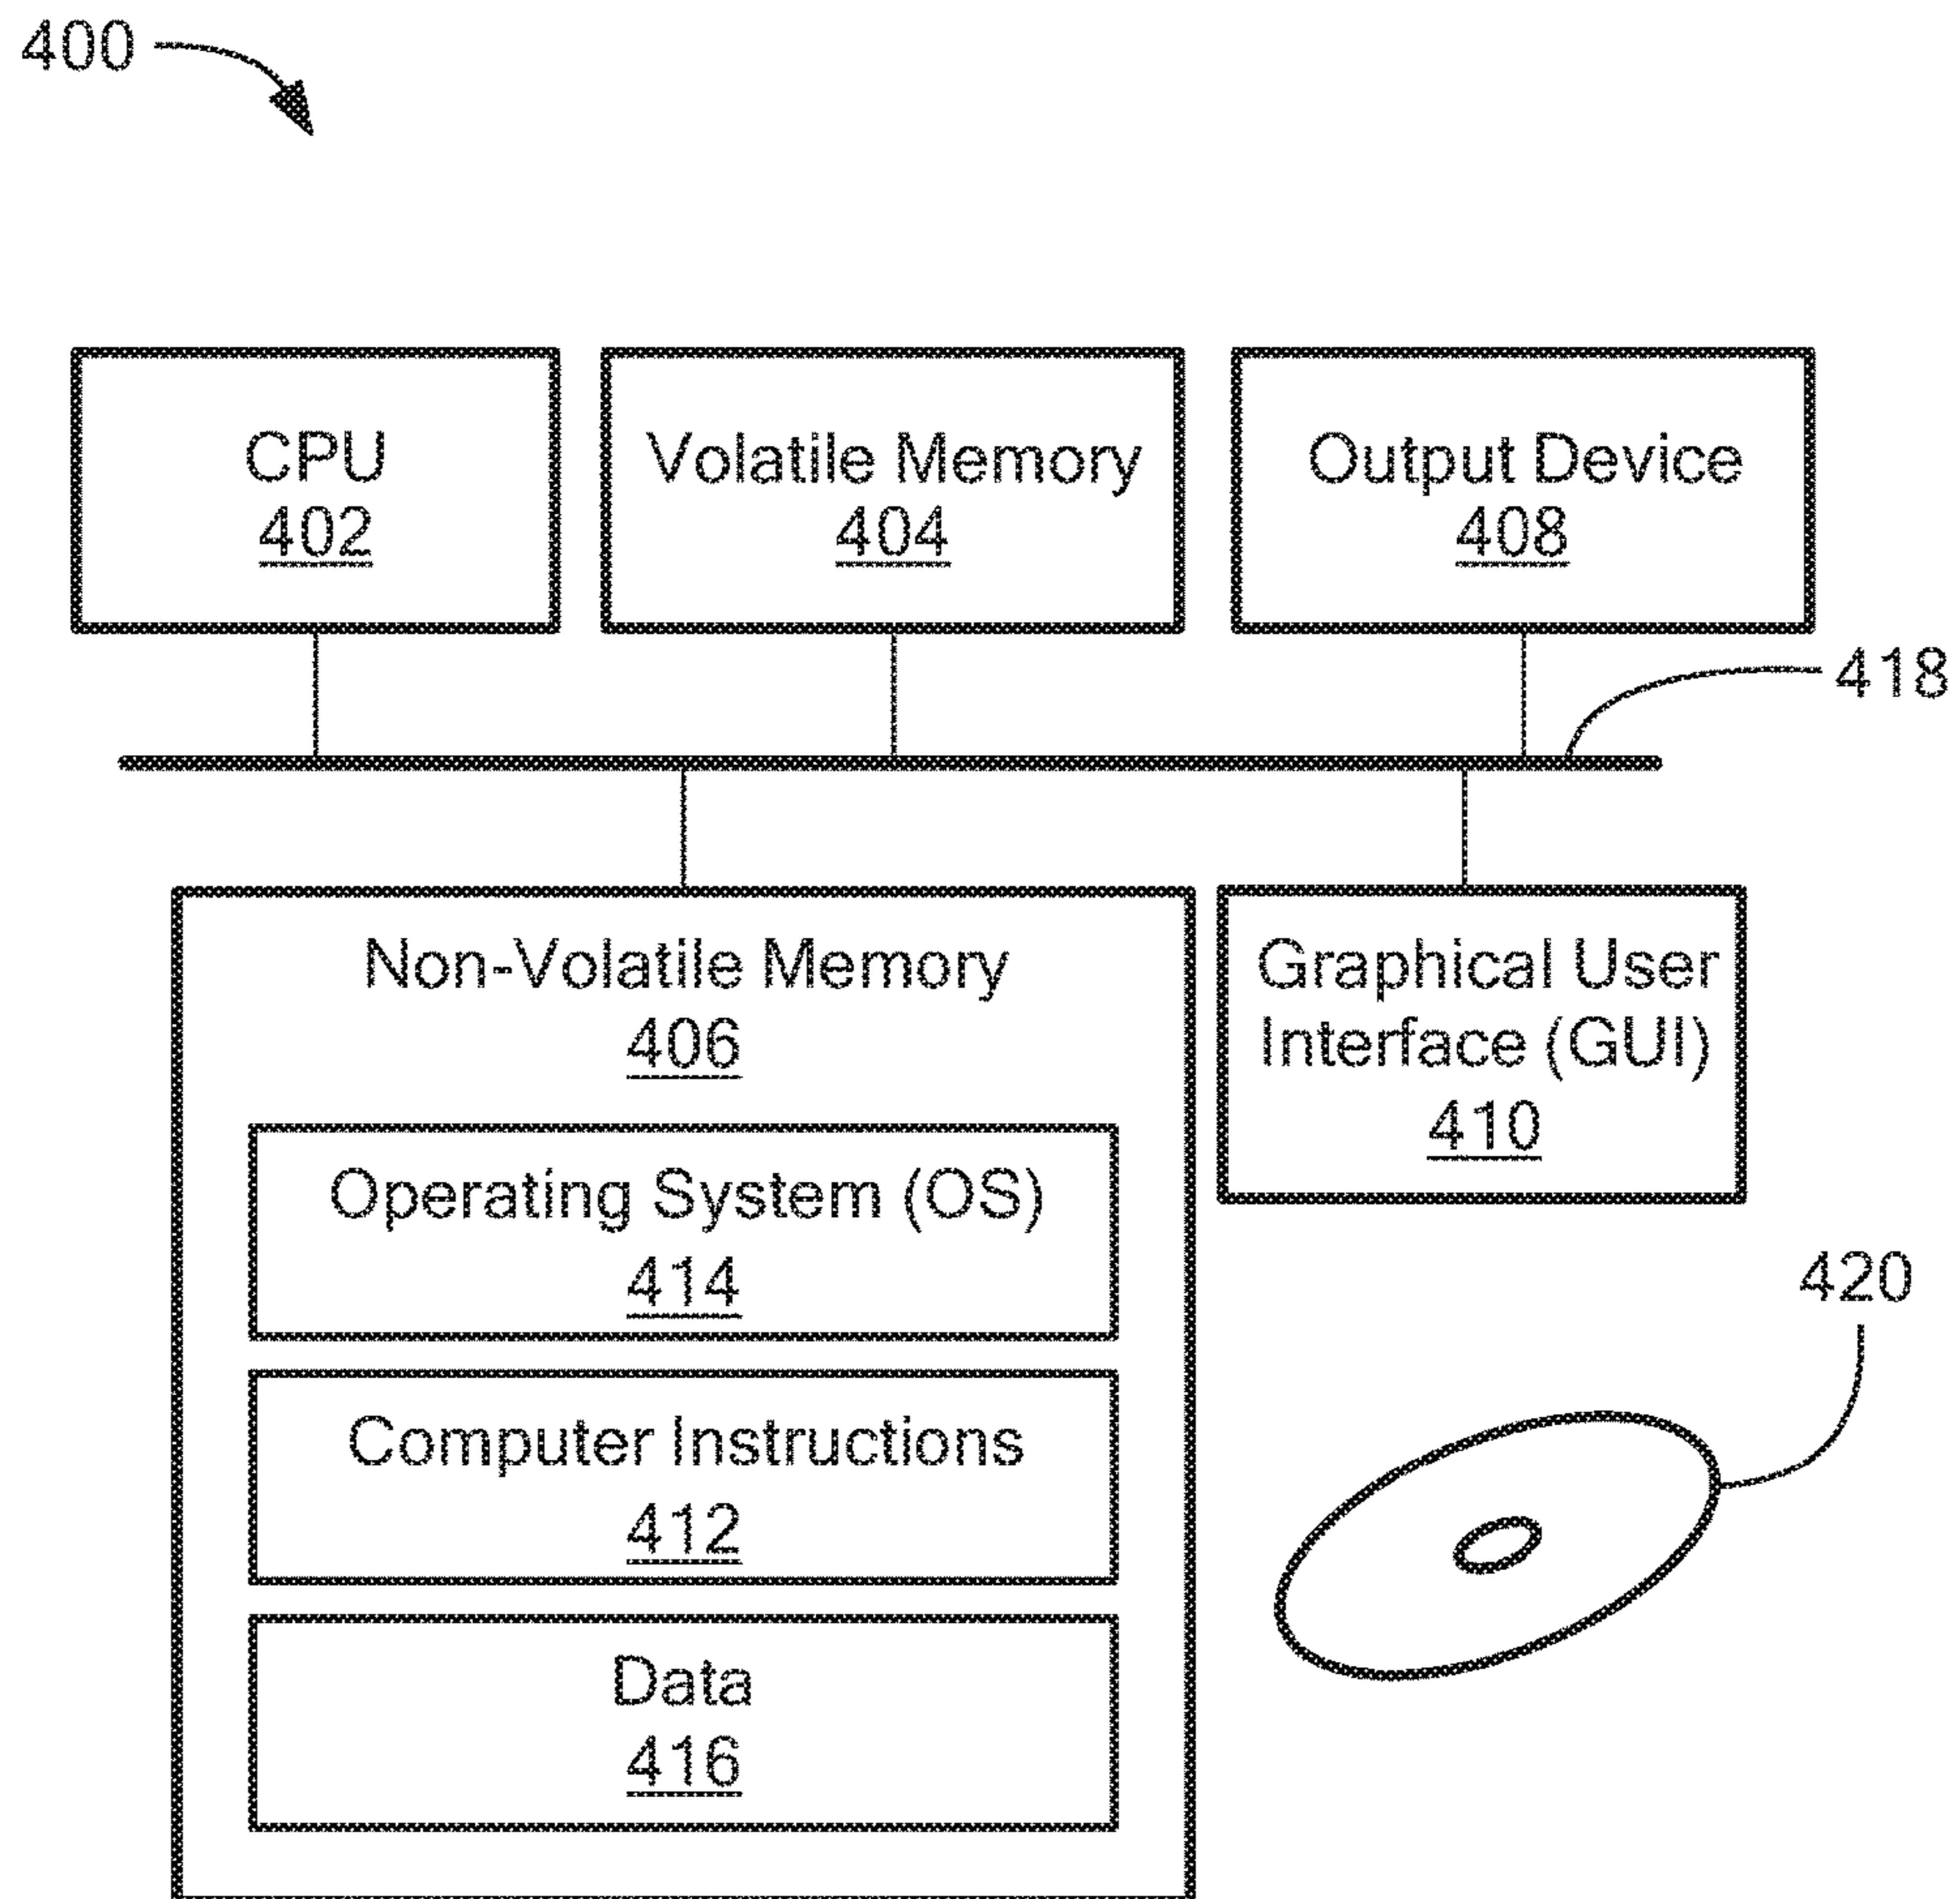 400
CPU
402
Volatile Memory
404
Output Device
408
418
Non-Volatile Memory
406
Graphical User
Interface (GUI)
410
Operating System (OS)
414
420
Computer Instructions
412
Data
416